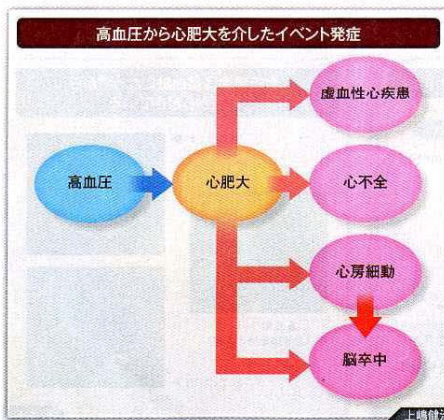 高血圧から心肥大を介したイベント発症
虚血性心疾患
高血圧
心肥大
心不全
心房細動
脳卒中